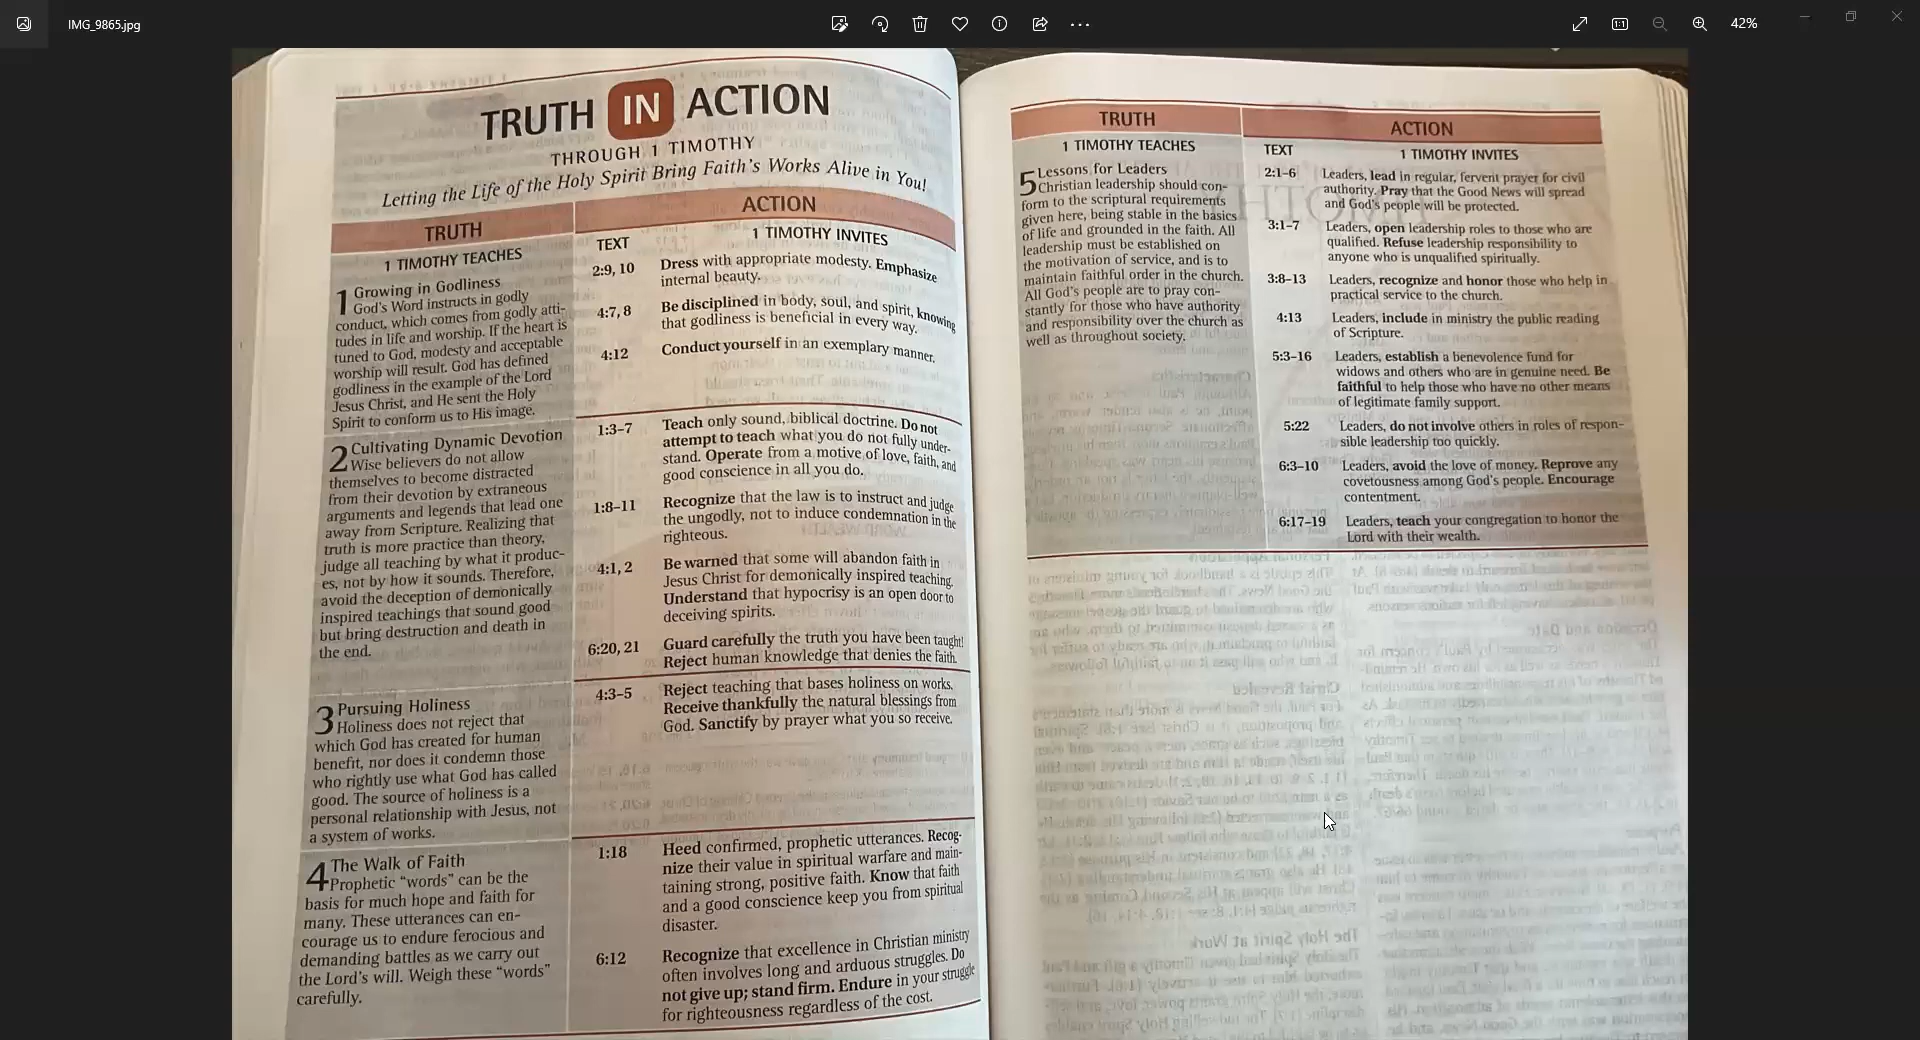 IMG_9865.jpg
42%
TRUTH IN ACTION
THROUGH 1 TIMOTHY
Letting the Life of the Holy Spirit Bring Faith's Works Alive in You!
TRUTH
1 TIMOTHY TEACHES
1 Growing in Godliness
God's Word instructs in godly
conduct, which comes from godly atti-
tudes in life and worship. If the heart is
tuned to God, modesty and acceptable
worship will result. God has defined
godliness in the example of the Lord
Jesus Christ, and He sent the Holy
Spirit to conform us to His image.
2 Cultivating Dynamic Devotion
Wise believers do not allow
themselves to become distracted
from their devotion by extraneous
arguments and legends that lead one
away from Scripture. Realizing that
truth is more practice than theory,
judge all teaching by what it produc-
es, not by how it sounds. Therefore,
avoid the deception of demonically
inspired teachings that sound good
but bring destruction and death in
the end.
3 Pursuing Holiness
Holiness does not reject that
which God has created for human
benefit, nor does it condemn those
who rightly use what God has called
good. The source of holiness is a
personal relationship with Jesus, not
a system of works.
4 The Walk of Faith
Prophetic "words" can be the
basis for much hope and faith for
many. These utterances can en-
courage us to endure ferocious and
demanding battles as we carry out
the Lord's will. Weigh these "words"
carefully.
ACTION
TEXT 1 TIMOTHY INVITES
2:9, 10 Dress with appropriate modesty. Emphasize
internal beauty.
4:7, 8 Be disciplined in body, soul, and spirit, knowing
that godliness is beneficial in every way.
4:12 Conduct yourself in an exemplary manner.
1:3–7 Teach only sound, biblical doctrine. Do not
attempt to teach what you do not fully under-
stand. Operate from a motive of love, faith, and
good conscience in all you do.
1:8–11 Recognize that the law is to instruct and judge
the ungodly, not to induce condemnation in the
righteous.
4:1, 2 Be warned that some will abandon faith in
Jesus Christ for demonically inspired teaching.
Understand that hypocrisy is an open door to
deceiving spirits.
6:20, 21 Guard carefully the truth you have been taught!
Reject human knowledge that denies the faith.
4:3–5 Reject teaching that bases holiness on works.
Receive thankfully the natural blessings from
God. Sanctify by prayer what you so receive.
1:18 Heed confirmed, prophetic utterances. Recog-
nize their value in spiritual warfare and main-
taining strong, positive faith. Know that faith
and a good conscience keep you from spiritual
disaster.
6:12 Recognize that excellence in Christian ministry
often involves long and arduous struggles. Do
not give up; stand firm. Endure in your struggle
for righteousness regardless of the cost.
TRUTH
1 TIMOTHY TEACHES
5 Lessons for Leaders
Christian leadership should con-
form to the scriptural requirements
given here, being stable in the basics
of life and grounded in the faith. All
leadership must be established on
the motivation of service, and is to
maintain faithful order in the church.
All God's people are to pray con-
stantly for those who have authority
and responsibility over the church as
well as throughout society.
ACTION
TEXT 1 TIMOTHY INVITES
2:1–6 Leaders, lead in regular, fervent prayer for civil
authority. Pray that the Good News will spread
and God's people will be protected.
3:1–7 Leaders, open leadership roles to those who are
qualified. Refuse leadership responsibility to
anyone who is unqualified spiritually.
3:8–13 Leaders, recognize and honor those who help in
practical service to the church.
4:13 Leaders, include in ministry the public reading
of Scripture.
5:3–16 Leaders, establish a benevolence fund for
widows and others who are in genuine need. Be
faithful to help those who have no other means
of legitimate family support.
5:22 Leaders, do not involve others in roles of respon-
sible leadership too quickly.
6:3–10 Leaders, avoid the love of money. Reprove any
covetousness among God's people. Encourage
contentment.
6:17–19 Leaders, teach your congregation to honor the
Lord with their wealth.